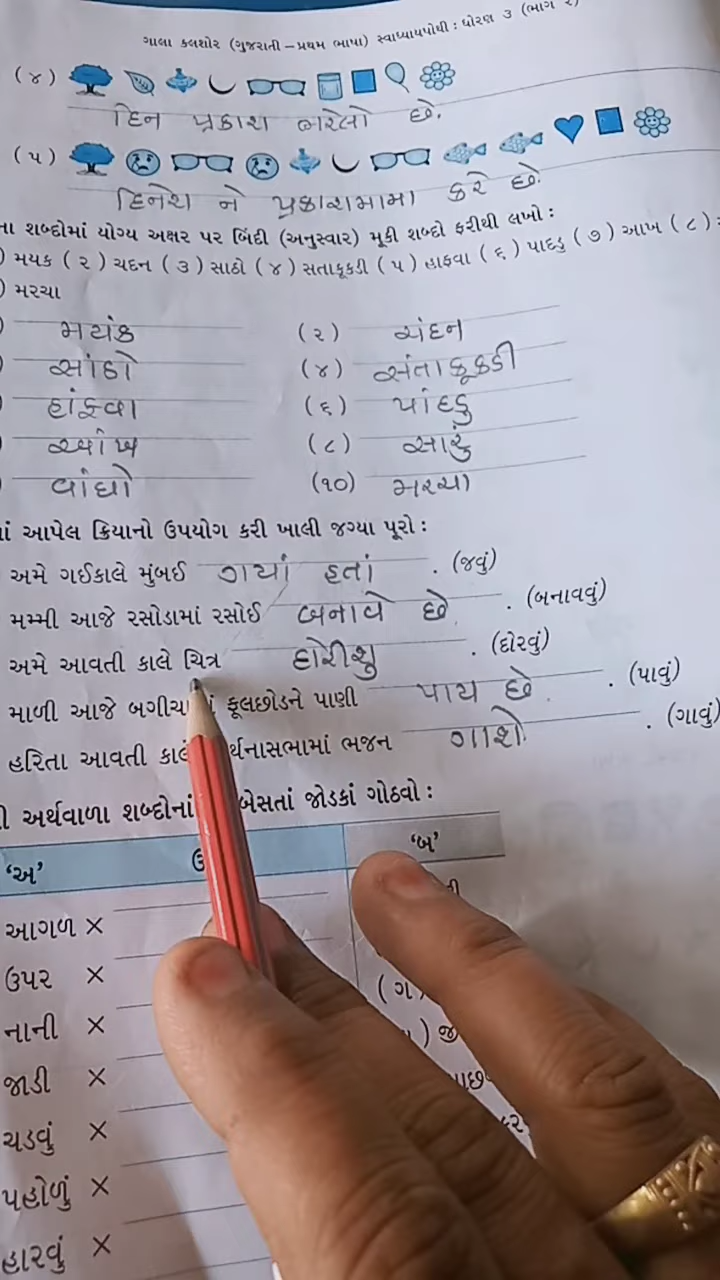 ગાલા કલશોર (ગુજરાતી – પ્રથમ ભાષા) સ્વાધ્યાયપોથી : ધોરણ ૩ (ભાગ ૨)
(૪)
દિન પ્રકાશ ભરેલો છે.
(૫)
દિનેશ ને પ્રકાશમામા કરે છે.
તા શબ્દોમાં યોગ્ય અક્ષર પર બિંદી (અનુસ્વાર) મૂકી શબ્દો ફરીથી લખો :
) મયક (૨) ચદન (૩) સાઠો (૪) સતાકૂકડી (૫) હાફવા (૬) પાદડુ (૭) આખ (૮)
) મરચા
મયંક (૨) ચંદન
સાંઠો (૪) સંતાકૂકડી
હાંફવા (૬) પાંદડુ
આંખ (૮) સારું
વાંધો (૧૦) મરચા
માં આપેલ ક્રિયાનો ઉપયોગ કરી ખાલી જગ્યા પૂરો :
અમે ગઈકાલે મુંબઈ ગયાં હતાં . (જવું)
મમ્મી આજે રસોડામાં રસોઈ બનાવે છે . (બનાવવું)
અમે આવતી કાલે ચિત્ર દોરીશુ . (દોરવું)
માળી આજે બગીચામાં ફૂલછોડને પાણી પાય છે . (પાવું)
હરિતા આવતી કાલે ર્થનાસભામાં ભજન ગાશે . (ગાવું)
ી અર્થવાળા શબ્દોનાં બેસતાં જોડકાં ગોઠવો :
‘અ’ ‘બ’
આગળ ×
ઉપર × (ગ)
નાની ×
જાડી ×
ચડવું ×
પહોળું ×
હારવું ×